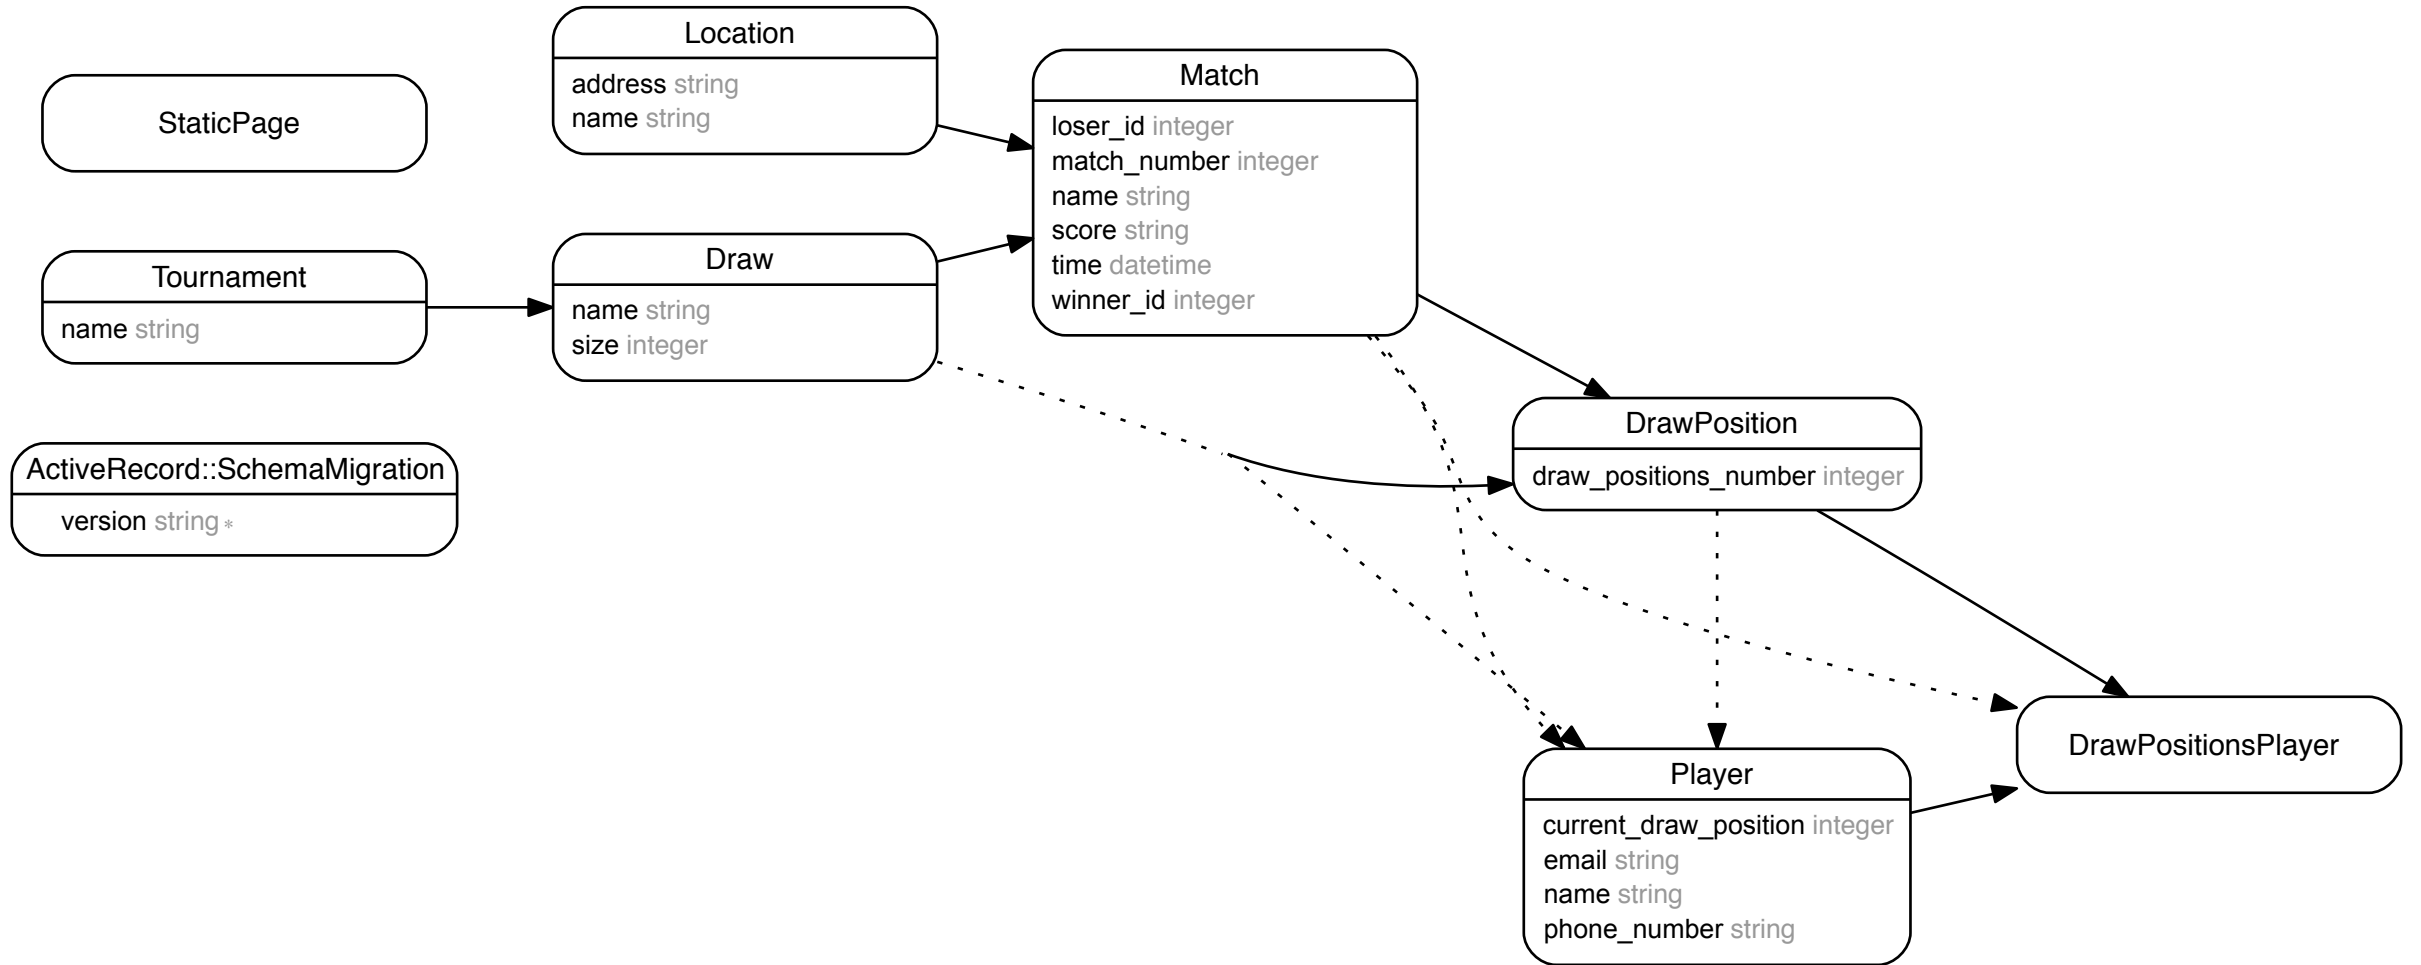 StaticPage
Tournament
name string
ActiveRecord::SchemaMigration
version string *
Location
address string
name string
Draw
name string
size integer
Match
loser_id integer
match_number integer
name string
score string
time datetime
winner_id integer
DrawPosition
draw_positions_number integer
Player
current_draw_position integer
email string
name string
phone_number string
DrawPositionsPlayer